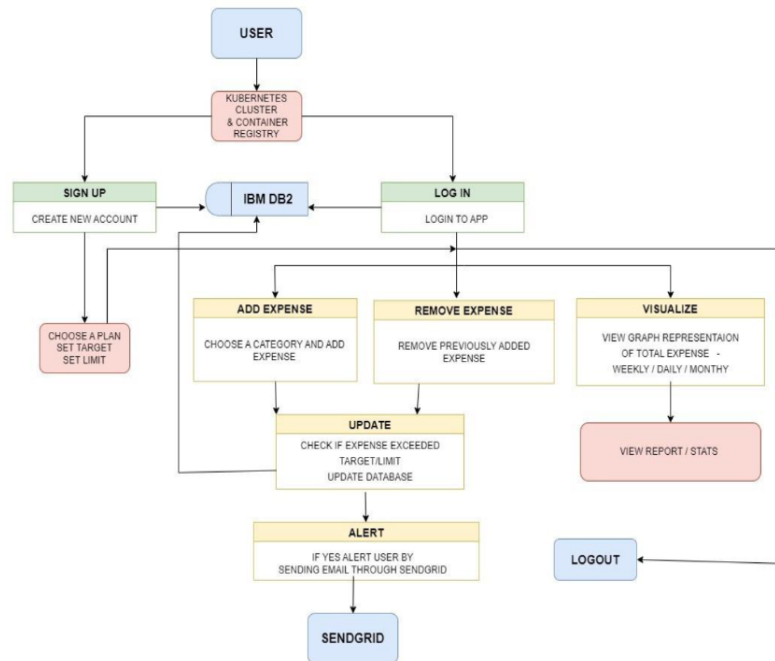 USER
KUBERNETES
CLUSTER
& CONTAINER
REGISTRY
SIGN UP
CREATE NEW ACCOUNT
IBM DB2
LOG IN
LOGIN TO APP
CHOOSE A PLAN
SET TARGET
SET LIMIT
ADD EXPENSE
CHOOSE A CATEGORY AND ADD
EXPENSE
REMOVE EXPENSE
REMOVE PREVIOUSLY ADDED
EXPENSE
VISUALIZE
VIEW GRAPH REPRESENTAION
OF TOTAL EXPENSE -
WEEKLY / DAILY / MONTHY
UPDATE
CHECK IF EXPENSE EXCEEDED
TARGET/LIMIT
UPDATE DATABASE
VIEW REPORT / STATS
ALERT
IF YES ALERT USER BY
SENDING EMAIL THROUGH SENDGRID
LOGOUT
SENDGRID